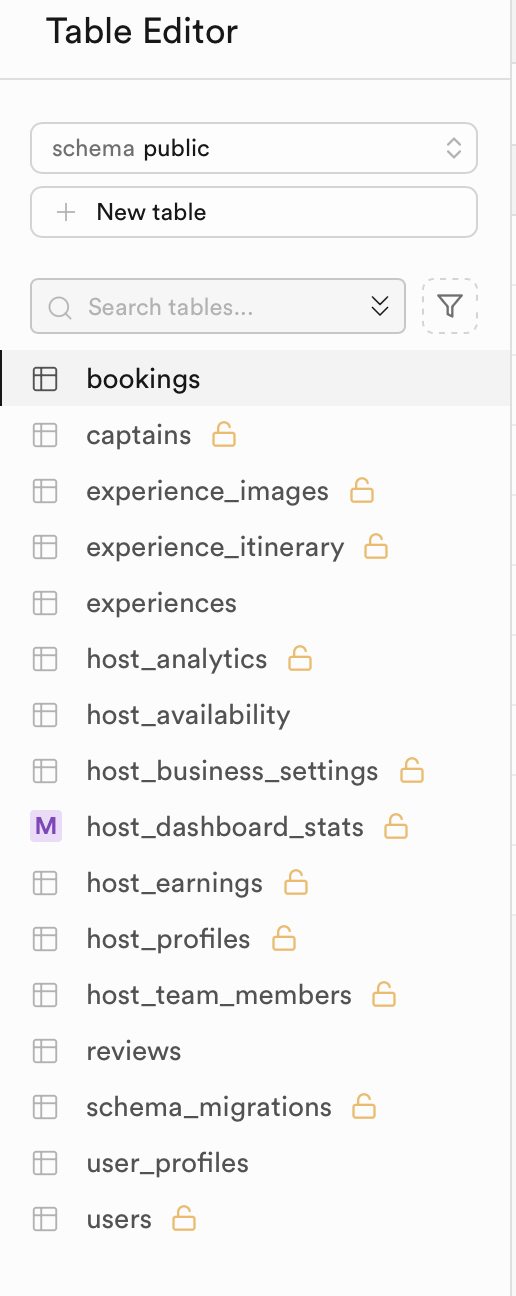 Table Editor
schema public
New table
Search tables...
bookings
captains
experience_images
experience_itinerary
experiences
host_analytics
host_availability
host_business_settings
M host_dashboard_stats
host_earnings
host_profiles
host_team_members
reviews
schema_migrations
user_profiles
users